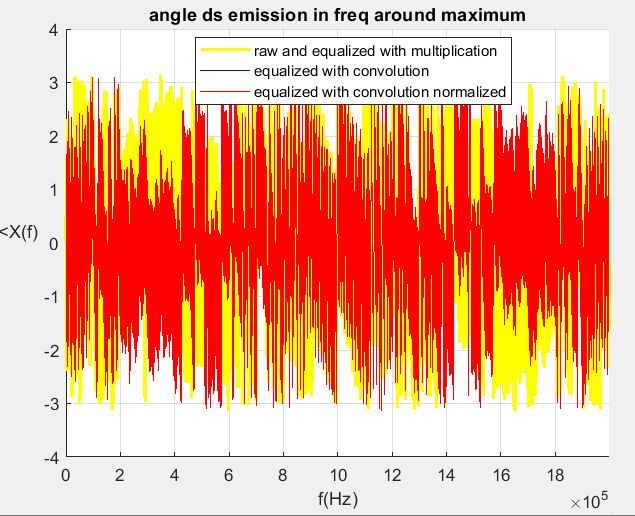 angle ds emission in freq around maximum
raw and equalized with multiplication
equalized with convolution
equalized with convolution normalized
4
3
2
1
0
-1
-2
-3
-4
<X(f)
0 2 4 6 8 10 12 14 16 18
f(Hz)
×10^5